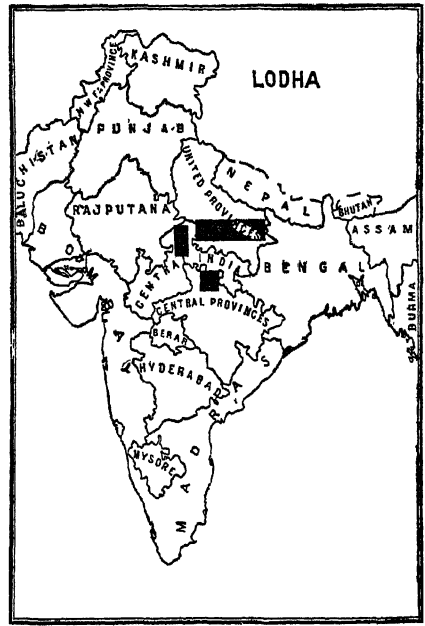 LODHA
KASHMIR
N.W.F. PROVINCE
PUNJAB
BALUCHISTAN
UNITED PROVINCES
NEPAL
BHUTAN
RAJPUTANA
ASSAM
BOMBAY
CENTRAL INDIA
BENGAL
BURMA
CENTRAL PROVINCES
BERAR
HYDERABAD
MADRAS
MYSORE